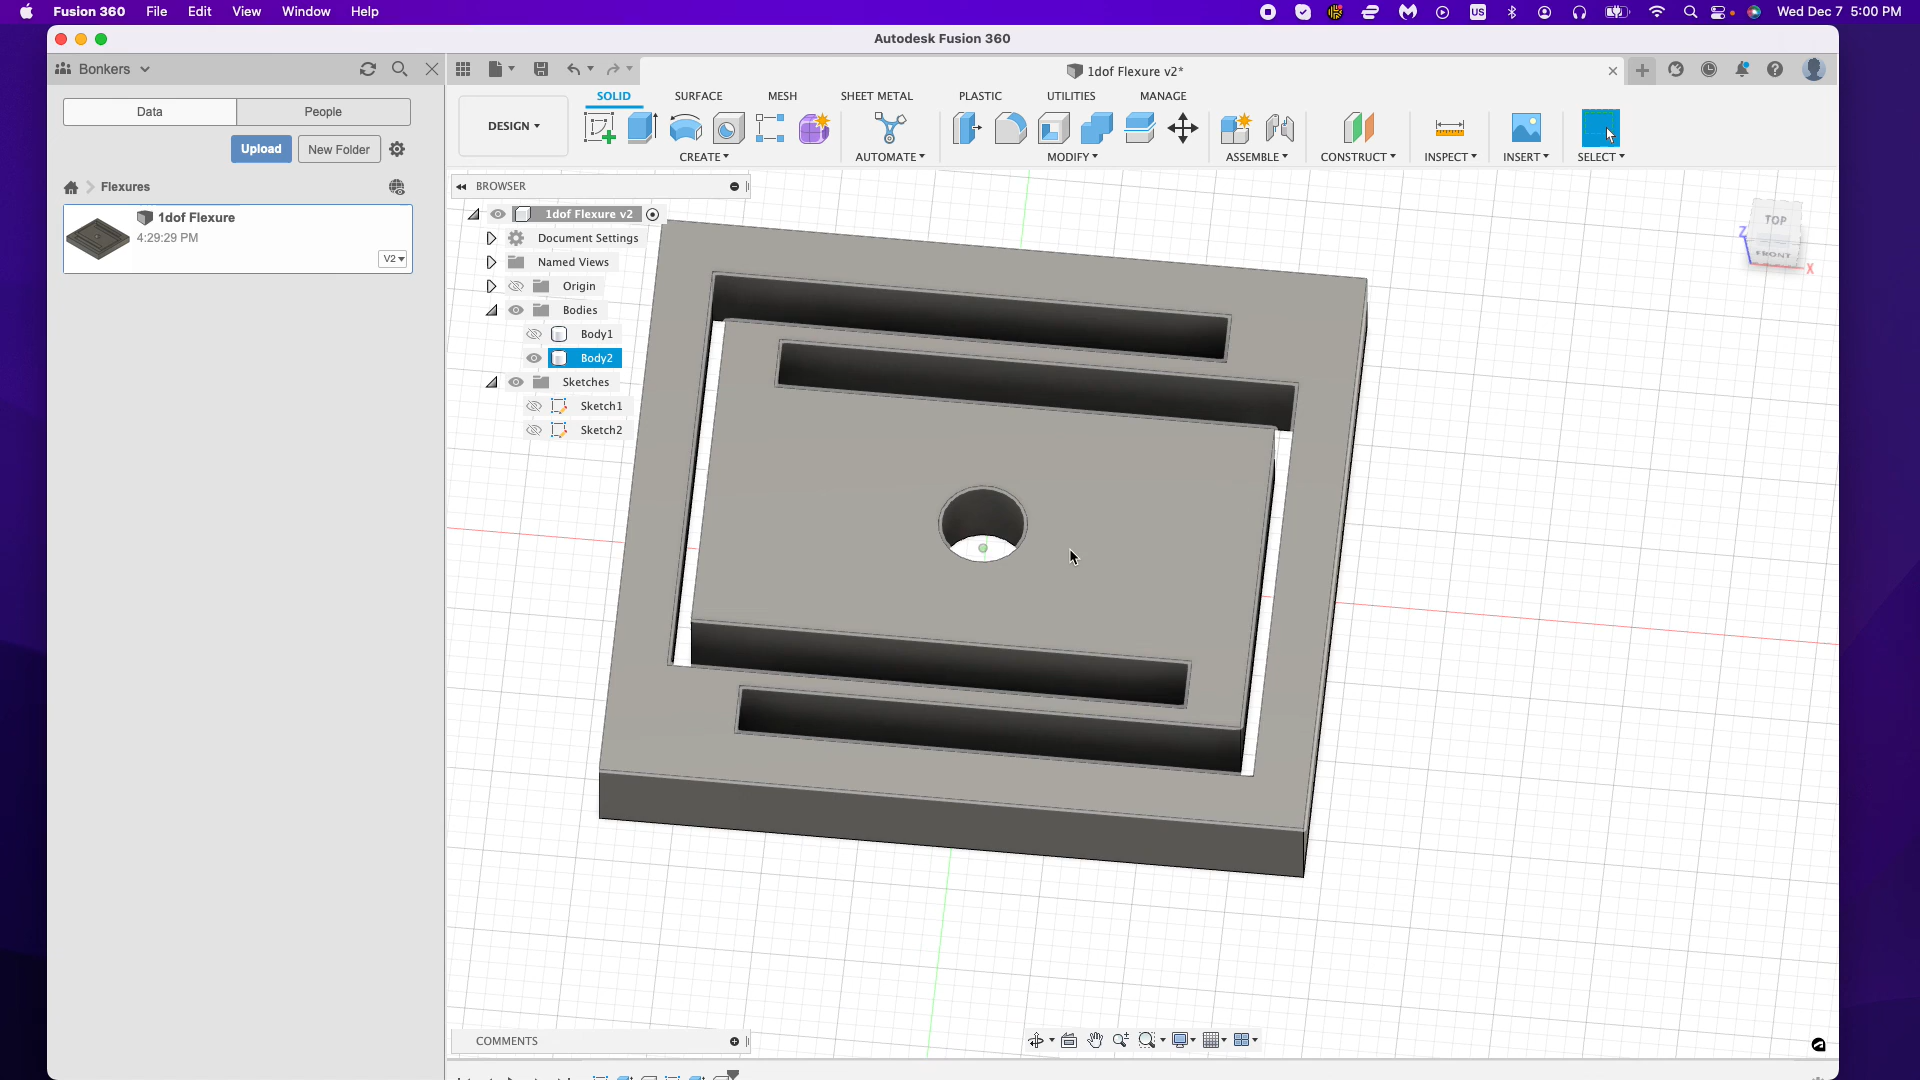 Fusion 360 File Edit View Window Help US Wed Dec 7 5:00 PM
Autodesk Fusion 360
Bonkers
1dof Flexure v2*
Data People
Upload New Folder
Flexures
1dof Flexure
4:29:29 PM
V2
DESIGN
SOLID SURFACE MESH SHEET METAL PLASTIC UTILITIES MANAGE
CREATE AUTOMATE MODIFY ASSEMBLE CONSTRUCT INSPECT INSERT SELECT
BROWSER
1dof Flexure v2
Document Settings
Named Views
Origin
Bodies
Body1
Body2
Sketches
Sketch1
Sketch2
TOP
Z
FRONT
X
COMMENTS